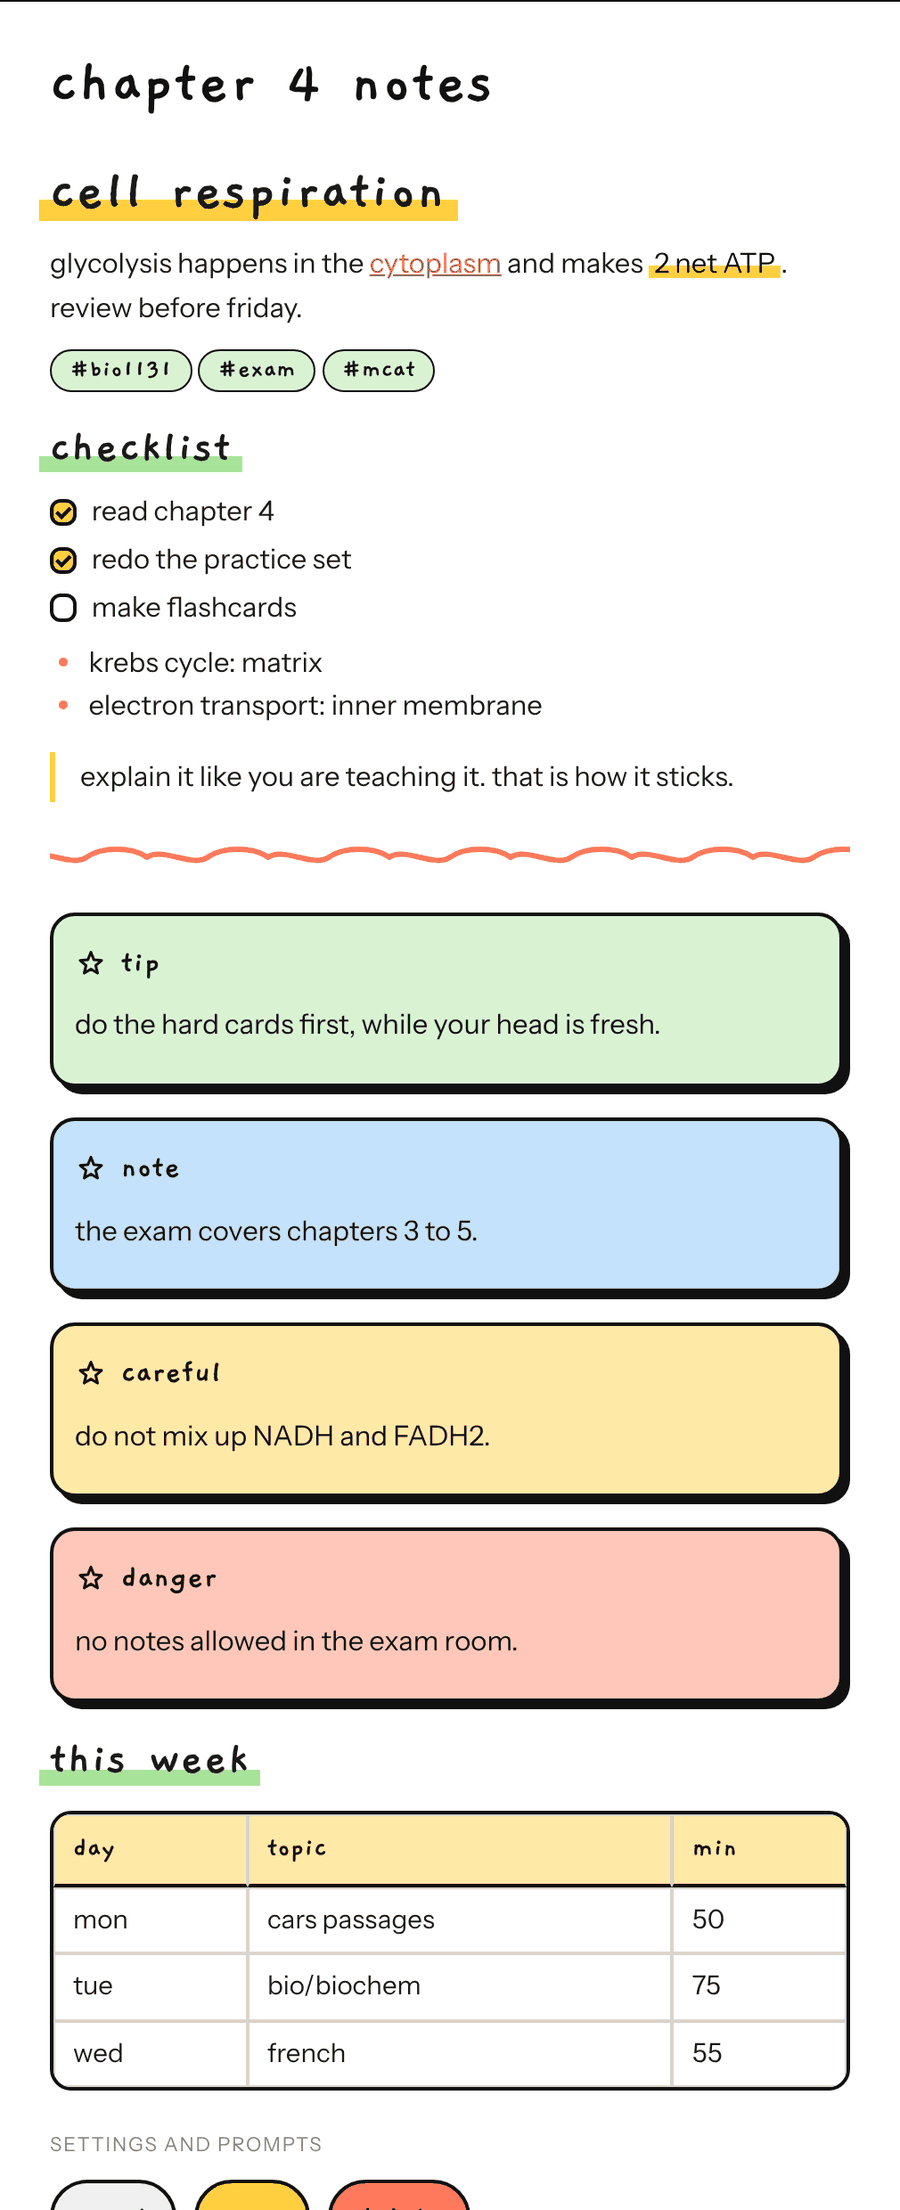 chapter 4 notes
cell respiration
glycolysis happens in the cytoplasm and makes 2 net ATP.
review before friday.
#bio1131 #exam #mcat
checklist
read chapter 4
redo the practice set
make flashcards
krebs cycle: matrix
electron transport: inner membrane
explain it like you are teaching it. that is how it sticks.
tip
do the hard cards first, while your head is fresh.
note
the exam covers chapters 3 to 5.
careful
do not mix up NADH and FADH2.
danger
no notes allowed in the exam room.
this week
day topic min
mon cars passages 50
tue bio/biochem 75
wed french 55
SETTINGS AND PROMPTS